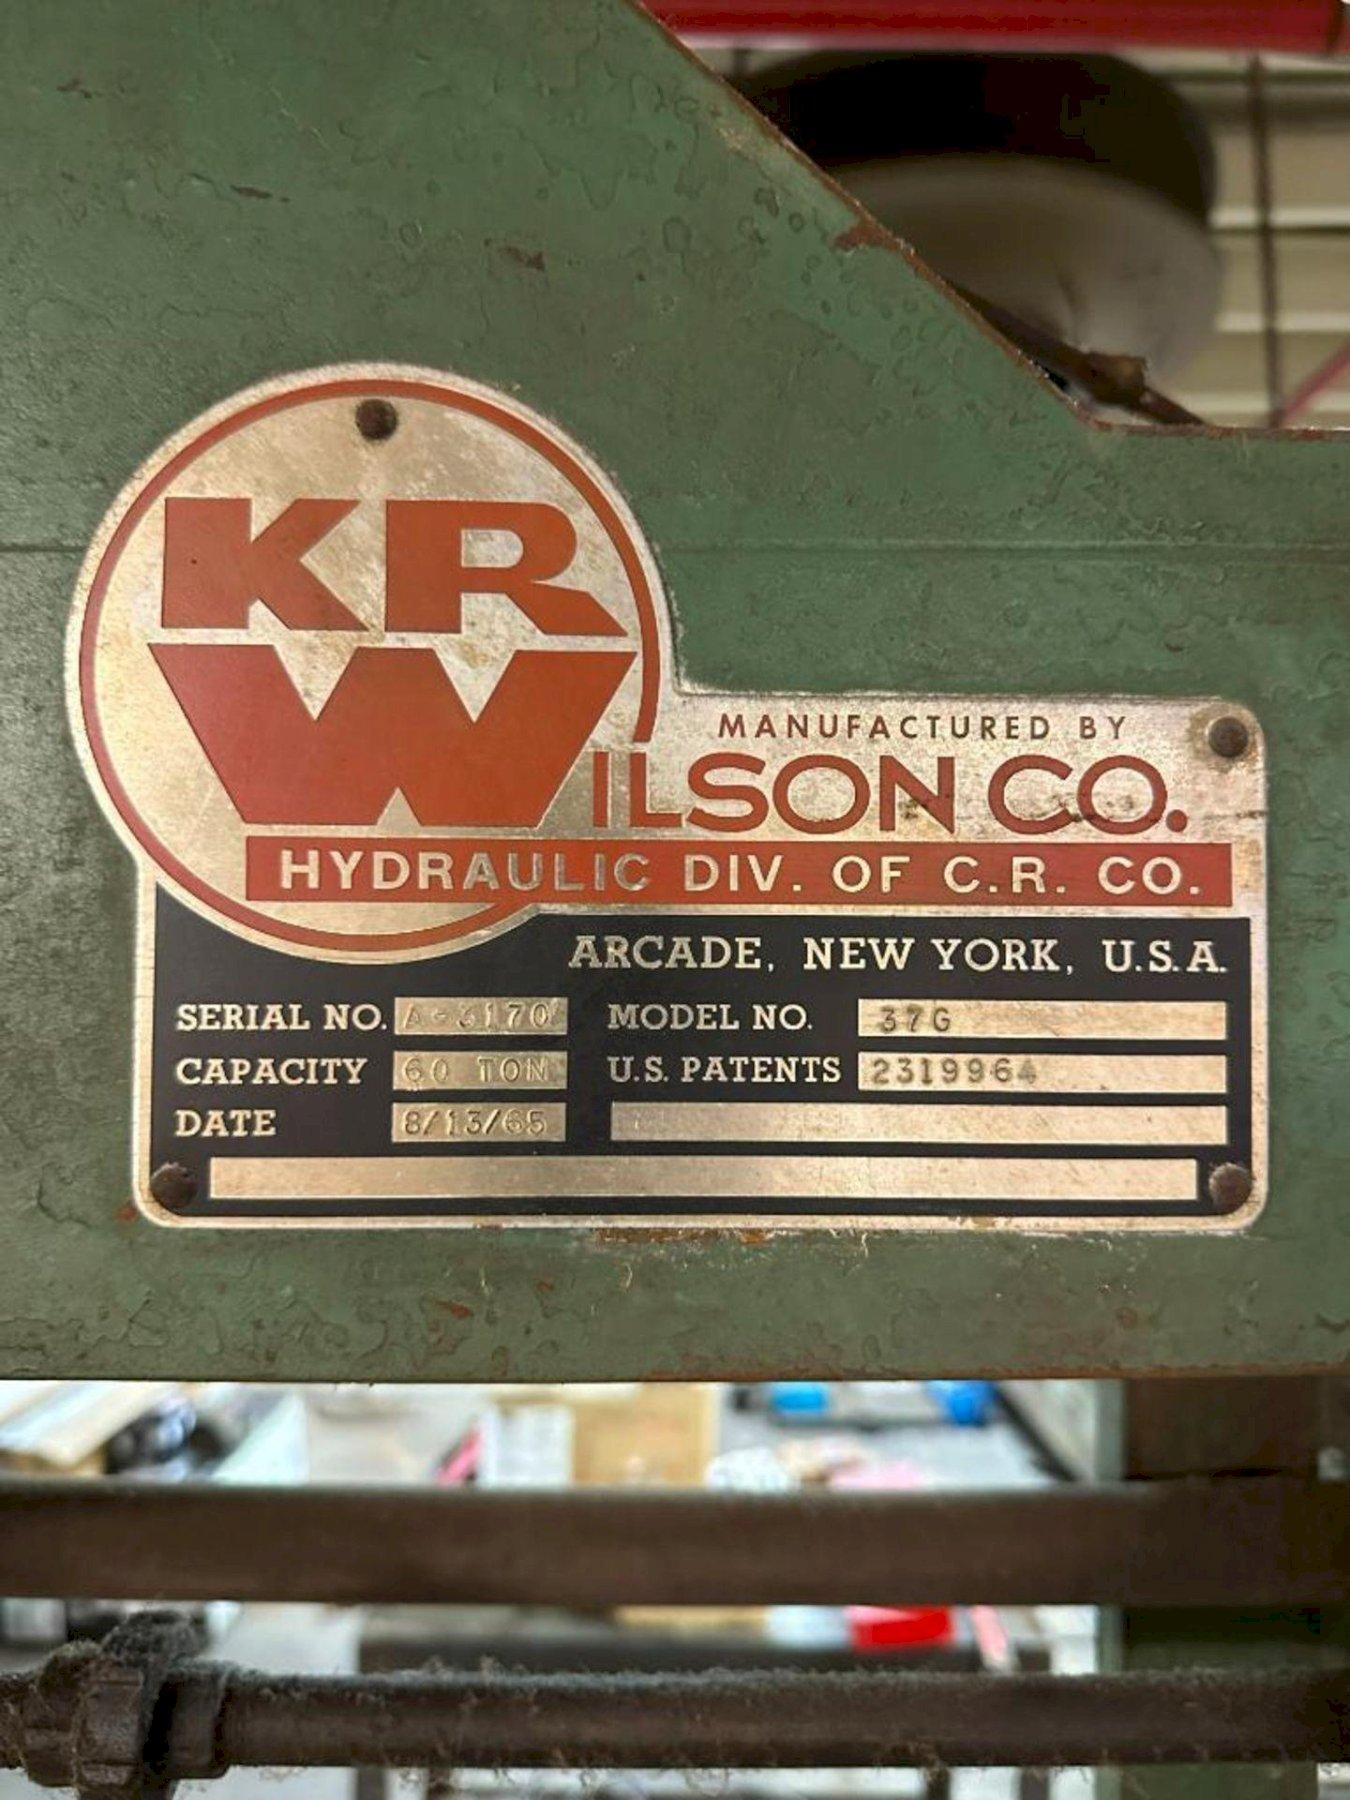 KR
MANUFACTURED BY
WILSON CO.
HYDRAULIC DIV. OF C.R. CO.
ARCADE, NEW YORK, U.S.A.
SERIAL NO. A-3170 MODEL NO. 37G
CAPACITY 60 TON U.S. PATENTS 2319964
DATE 8/13/65